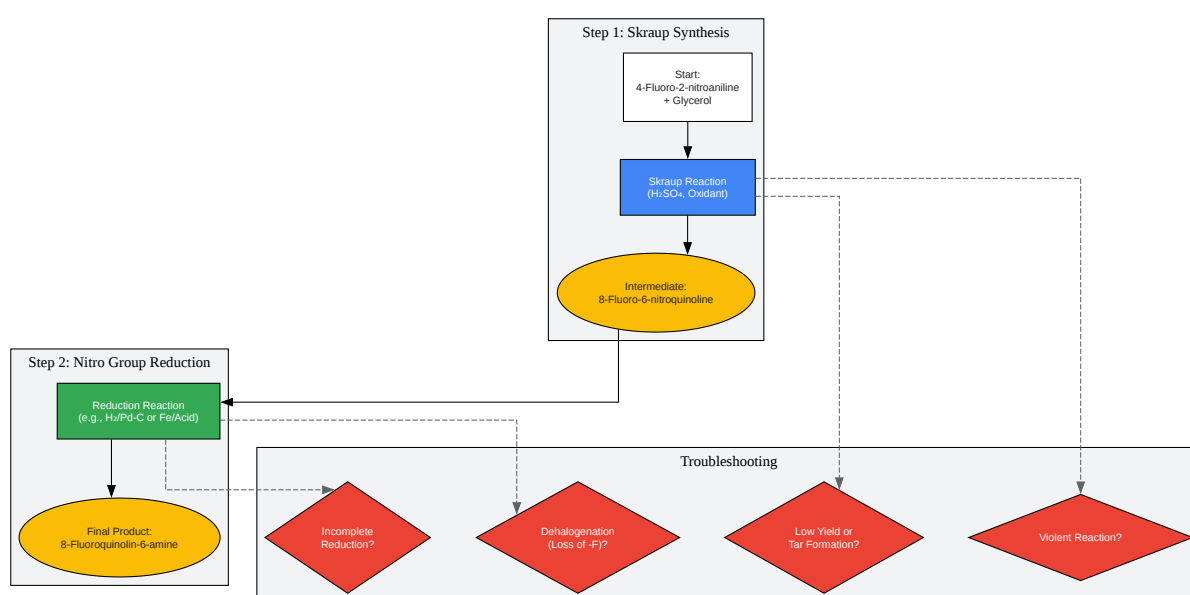 Step 1: Skraup Synthesis
Start:
4-Fluoro-2-nitroaniline
+ Glycerol
Skraup Reaction
(H₂SO₄, Oxidant)
Intermediate:
8-Fluoro-6-nitroquinoline
Step 2: Nitro Group Reduction
Reduction Reaction
(e.g., H₂/Pd-C or Fe/Acid)
Final Product:
8-Fluoroquinolin-6-amine
Troubleshooting
Incomplete
Reduction?
Dehalogenation
(Loss of -F)?
Low Yield or
Tar Formation?
Violent Reaction?